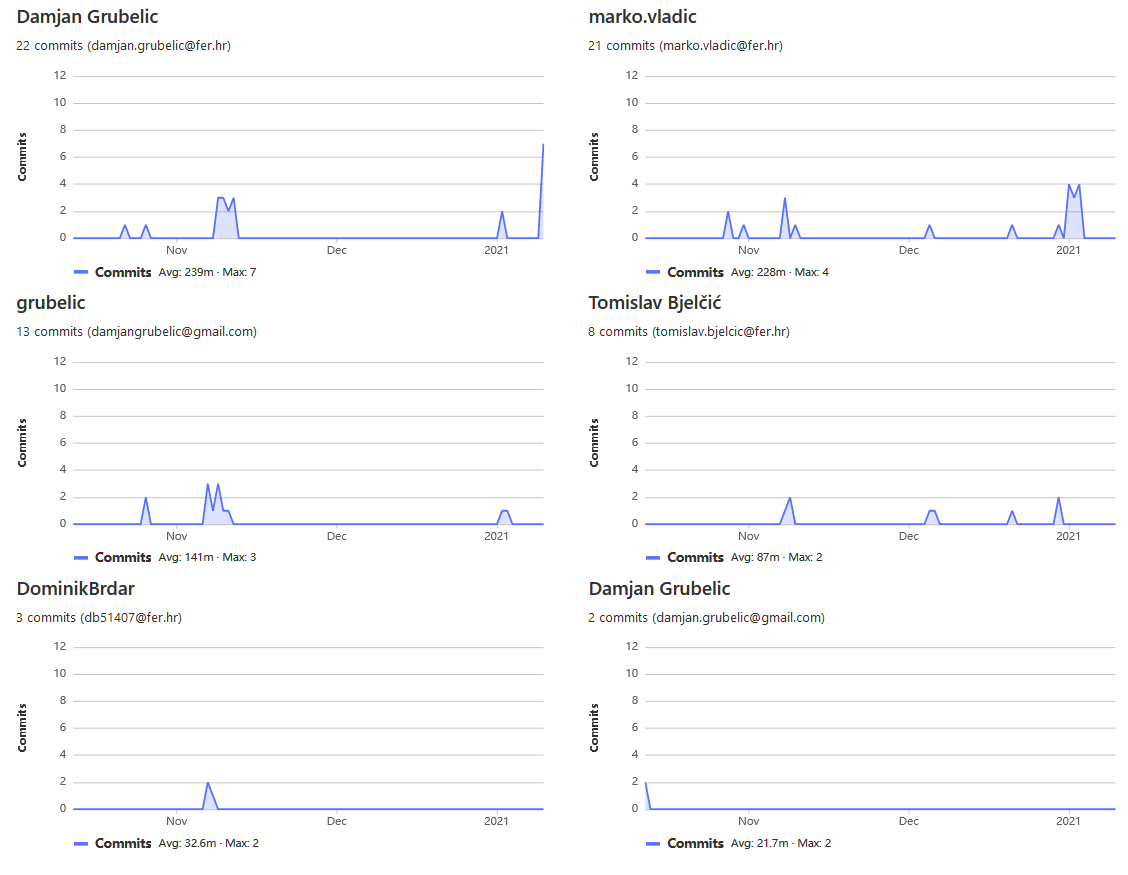 Damjan Grubelic
22 commits (damjan.grubelic@fer.hr)
12
10
8
6
4
2
0
Commits
Nov
Dec
2021
Commits Avg: 239m · Max: 7
marko.vladic
21 commits (marko.vladic@fer.hr)
12
10
8
6
4
2
0
Commits
Nov
Dec
2021
Commits Avg: 228m · Max: 4
grubelic
13 commits (damjangrubelic@gmail.com)
12
10
8
6
4
2
0
Commits
Nov
Dec
2021
Commits Avg: 141m · Max: 3
Tomislav Bjelčić
8 commits (tomislav.bjelcic@fer.hr)
12
10
8
6
4
2
0
Commits
Nov
Dec
2021
Commits Avg: 87m · Max: 2
DominikBrdar
3 commits (db51407@fer.hr)
12
10
8
6
4
2
0
Commits
Nov
Dec
2021
Commits Avg: 32.6m · Max: 2
Damjan Grubelic
2 commits (damjan.grubelic@gmail.com)
12
10
8
6
4
2
0
Commits
Nov
Dec
2021
Commits Avg: 21.7m · Max: 2